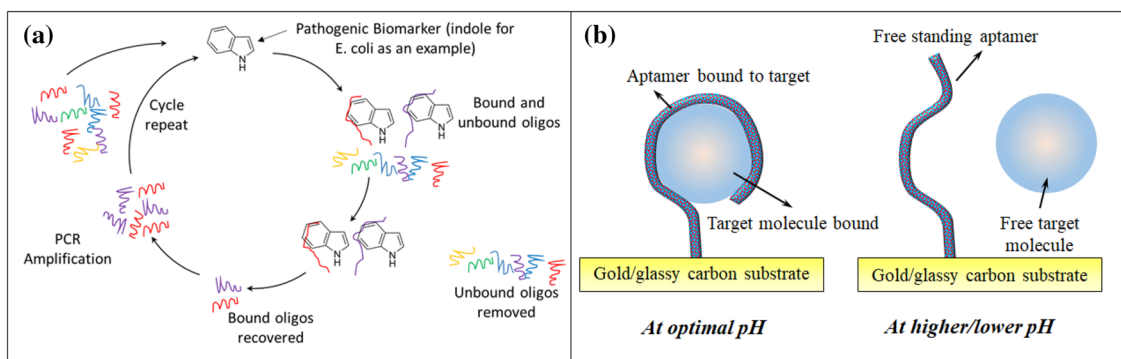 (a)
Pathogenic Biomarker (indole for
E. coli as an example)
N
H
Cycle
repeat
Bound and
unbound oligos
N
H
N
H
PCR
Amplification
N
H
N
H
Bound oligos
recovered
Unbound oligos
removed
(b)
Free standing aptamer
Aptamer bound to target
Target molecule bound
Free target
molecule
Gold/glassy carbon substrate
Gold/glassy carbon substrate
At optimal pH
At higher/lower pH